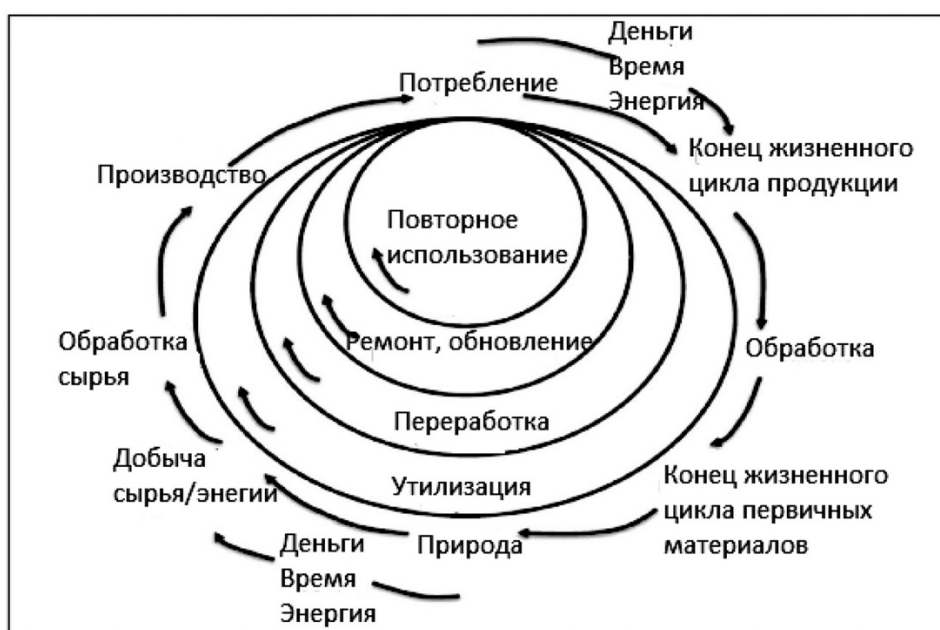 Деньги
Время
Энергия
Потребление
Конец жизненного
цикла продукции
Производство
Повторное
использование
Обработка
сырья
Ремонт, обновление
Обработка
Переработка
Добыча
сырья/энегии
Утилизация
Конец жизненного
цикла первичных
материалов
Природа
Деньги
Время
Энергия